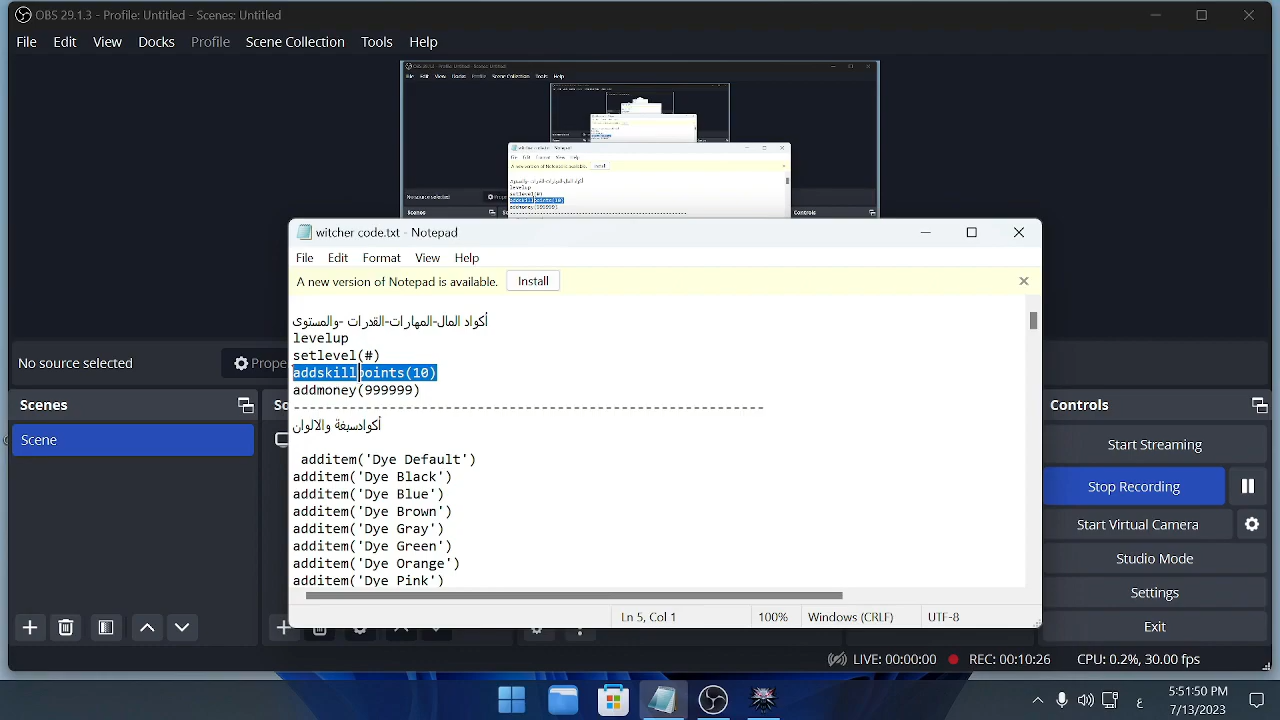 OBS 29.1.3 - Profile: Untitled - Scenes: Untitled
File Edit View Docks Profile Scene Collection Tools Help
witcher code.txt - Notepad
File Edit Format View Help
A new version of Notepad is available. Install
أكواد المال-المهارات-القدرات -والمستوى
levelup
setlevel(#)
addskillpoints(10)
addmoney(999999)
-----------------------------------------------------------
أكوادسبغة والالوان
additem('Dye Default')
additem('Dye Black')
additem('Dye Blue')
additem('Dye Brown')
additem('Dye Gray')
additem('Dye Green')
additem('Dye Orange')
additem('Dye Pink')
Ln 5, Col 1 100% Windows (CRLF) UTF-8
No source selected
Scenes
Scene
Controls
Start Streaming
Stop Recording
Start Virtual Camera
Studio Mode
Settings
Exit
LIVE: 00:00:00 REC: 00:10:26 CPU: 0.2%, 30.00 fps
ع
7/13/2023